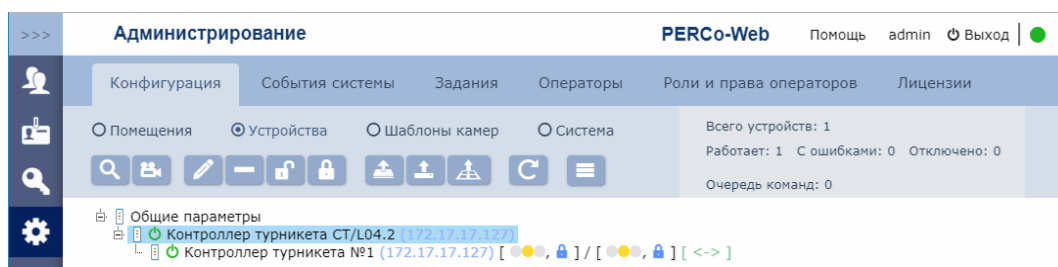 >>> Администрирование PERCo-Web Помощь admin Выход
Конфигурация События системы Задания Операторы Роли и права операторов Лицензии
Помещения Устройства Шаблоны камер Система
Всего устройств: 1
Работает: 1 С ошибками: 0 Отключено: 0
Очередь команд: 0
Общие параметры
Контроллер турникета CT/L04.2 (172.17.17.127)
Контроллер турникета №1 (172.17.17.127) [ , ] / [ , ] [ <-> ]